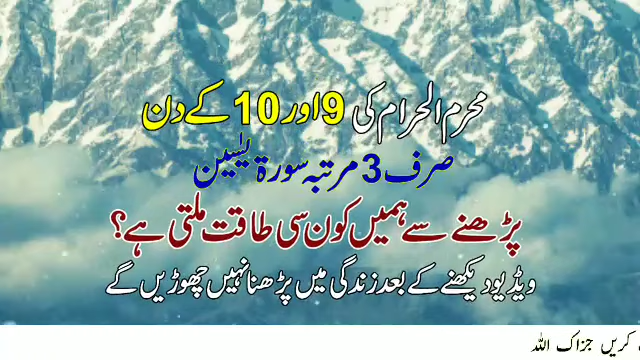 محرم الحرام کی 9 اور 10 کے دن
صرف 3 مرتبہ سورۃ یٰسین
پڑھنے سے ہمیں کون سی طاقت ملتی ہے؟
ویڈیو دیکھنے کے بعد زندگی میں پڑھنا نہیں چھوڑیں گے
کریں جزاک اللہ